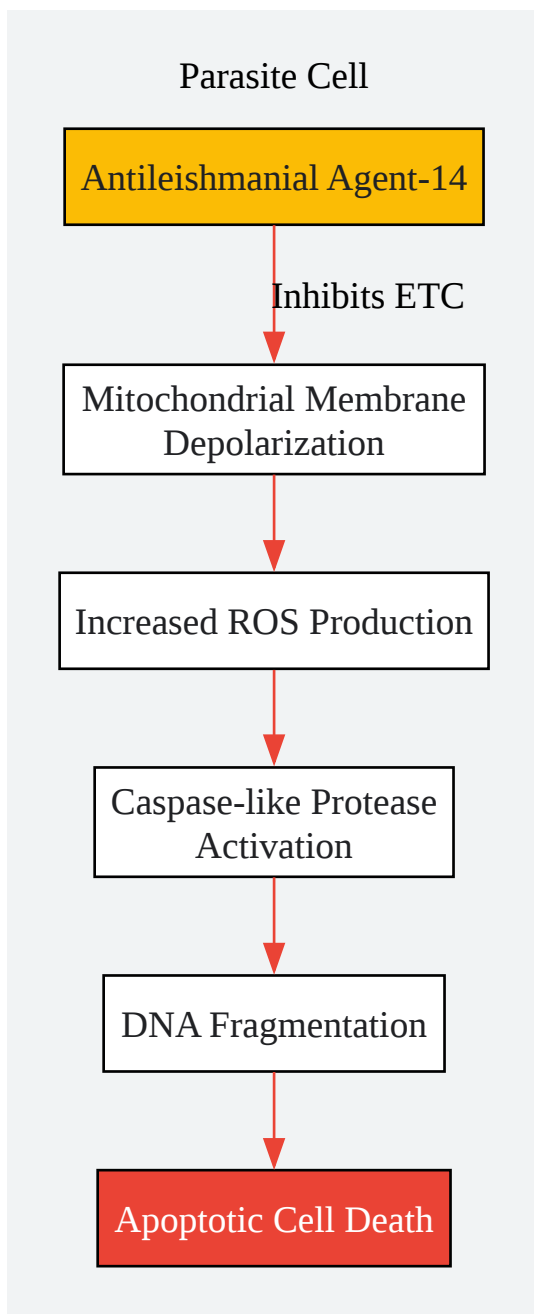 Parasite Cell
Antileishmanial Agent-14
Inhibits ETC
Mitochondrial Membrane
Depolarization
Increased ROS Production
Caspase-like Protease
Activation
DNA Fragmentation
Apoptotic Cell Death